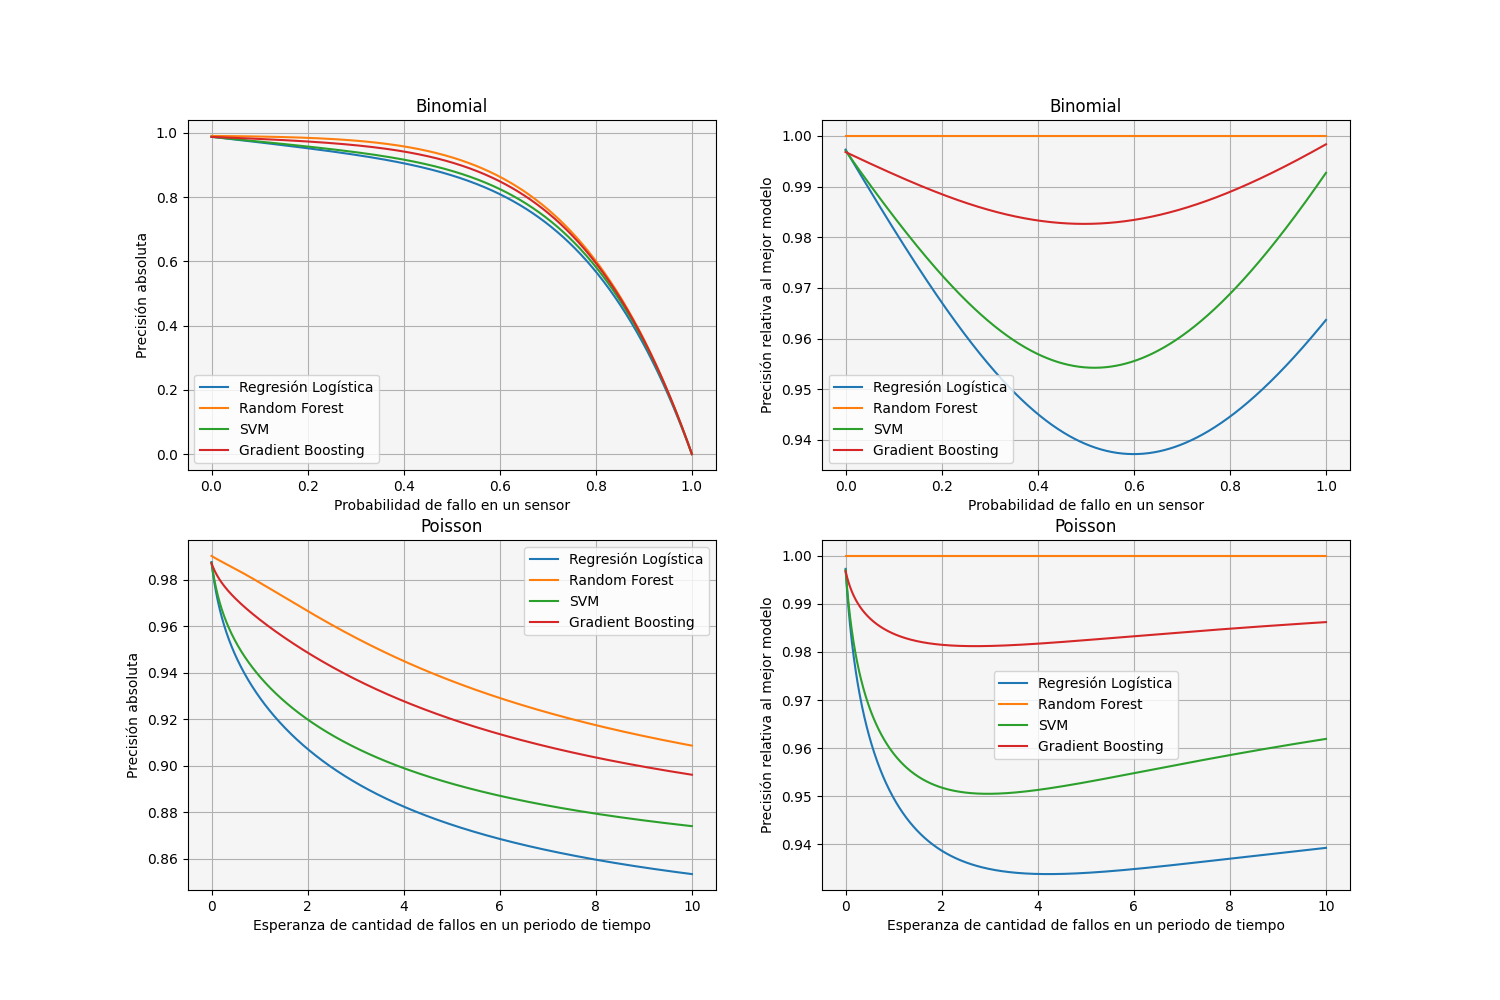 Binomial
Precisión absoluta
1.0
0.8
0.6
0.4
0.2
0.0
Regresión Logística
Random Forest
SVM
Gradient Boosting
0.0 0.2 0.4 0.6 0.8 1.0
Probabilidad de fallo en un sensor
Binomial
Precisión relativa al mejor modelo
1.00
0.99
0.98
0.97
0.96
0.95
0.94
Regresión Logística
Random Forest
SVM
Gradient Boosting
0.0 0.2 0.4 0.6 0.8 1.0
Probabilidad de fallo en un sensor
Poisson
Precisión absoluta
0.98
0.96
0.94
0.92
0.90
0.88
0.86
Regresión Logística
Random Forest
SVM
Gradient Boosting
0 2 4 6 8 10
Esperanza de cantidad de fallos en un periodo de tiempo
Poisson
Precisión relativa al mejor modelo
1.00
0.99
0.98
0.97
0.96
0.95
0.94
Regresión Logística
Random Forest
SVM
Gradient Boosting
0 2 4 6 8 10
Esperanza de cantidad de fallos en un periodo de tiempo